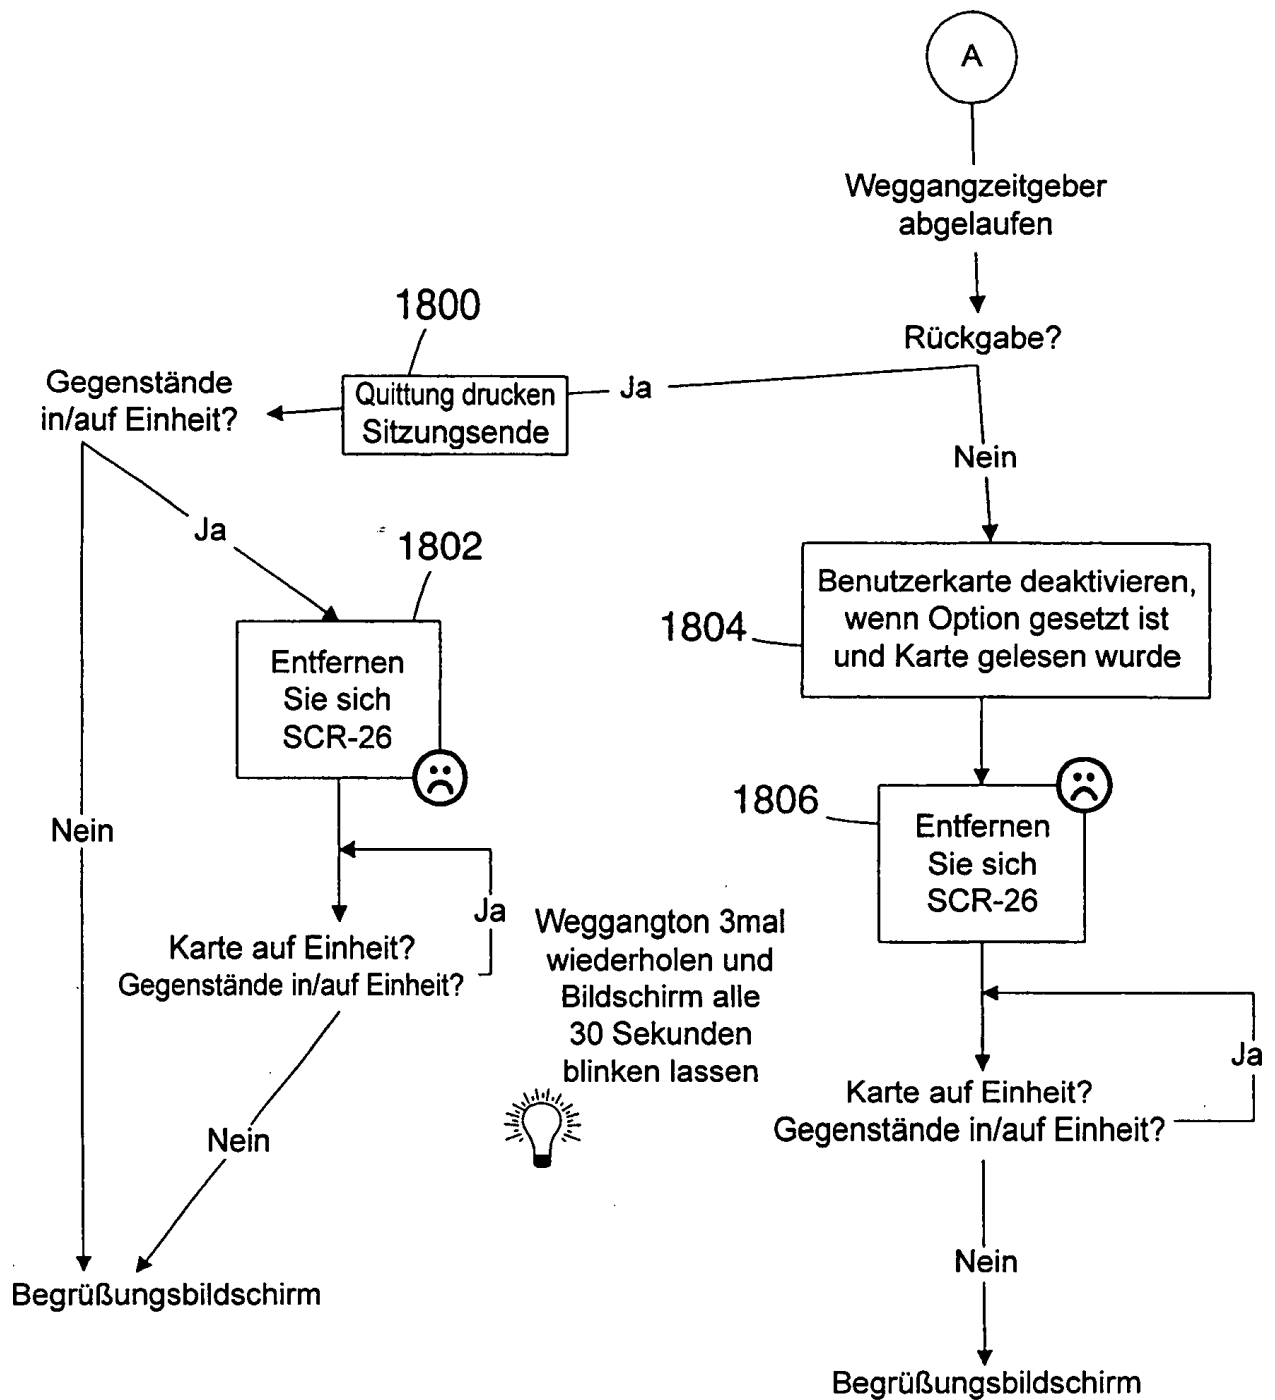 A
Weggangzeitgeber
abgelaufen
Rückgabe?
Ja
1800
Quittung drucken
Sitzungsende
Gegenstände
in/auf Einheit?
Ja
1802
Entfernen
Sie sich
SCR-26
Nein
Ja
Karte auf Einheit?
Gegenstände in/auf Einheit?
Nein
Begrüßungsbildschirm
Weggangton 3mal
wiederholen und
Bildschirm alle
30 Sekunden
blinken lassen
Nein
1804
Benutzerkarte deaktivieren,
wenn Option gesetzt ist
und Karte gelesen wurde
1806
Entfernen
Sie sich
SCR-26
Ja
Karte auf Einheit?
Gegenstände in/auf Einheit?
Nein
Begrüßungsbildschirm